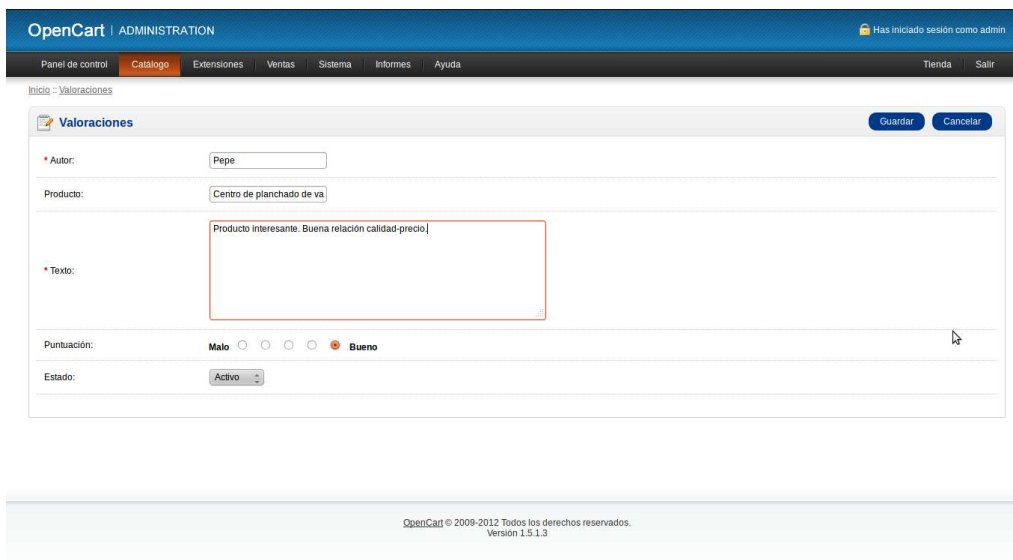 OpenCart | ADMINISTRATION
Has iniciado sesión como admin
Panel de control Catálogo Extensiones Ventas Sistema Informes Ayuda Tienda Salir
Inicio :: Valoraciones
Valoraciones
Guardar Cancelar
* Autor: Pepe
Producto: Centro de planchado de va
* Texto: Producto interesante. Buena relación calidad-precio.
Puntuación: Malo Bueno
Estado: Activo
OpenCart © 2009-2012 Todos los derechos reservados.
Versión 1.5.1.3